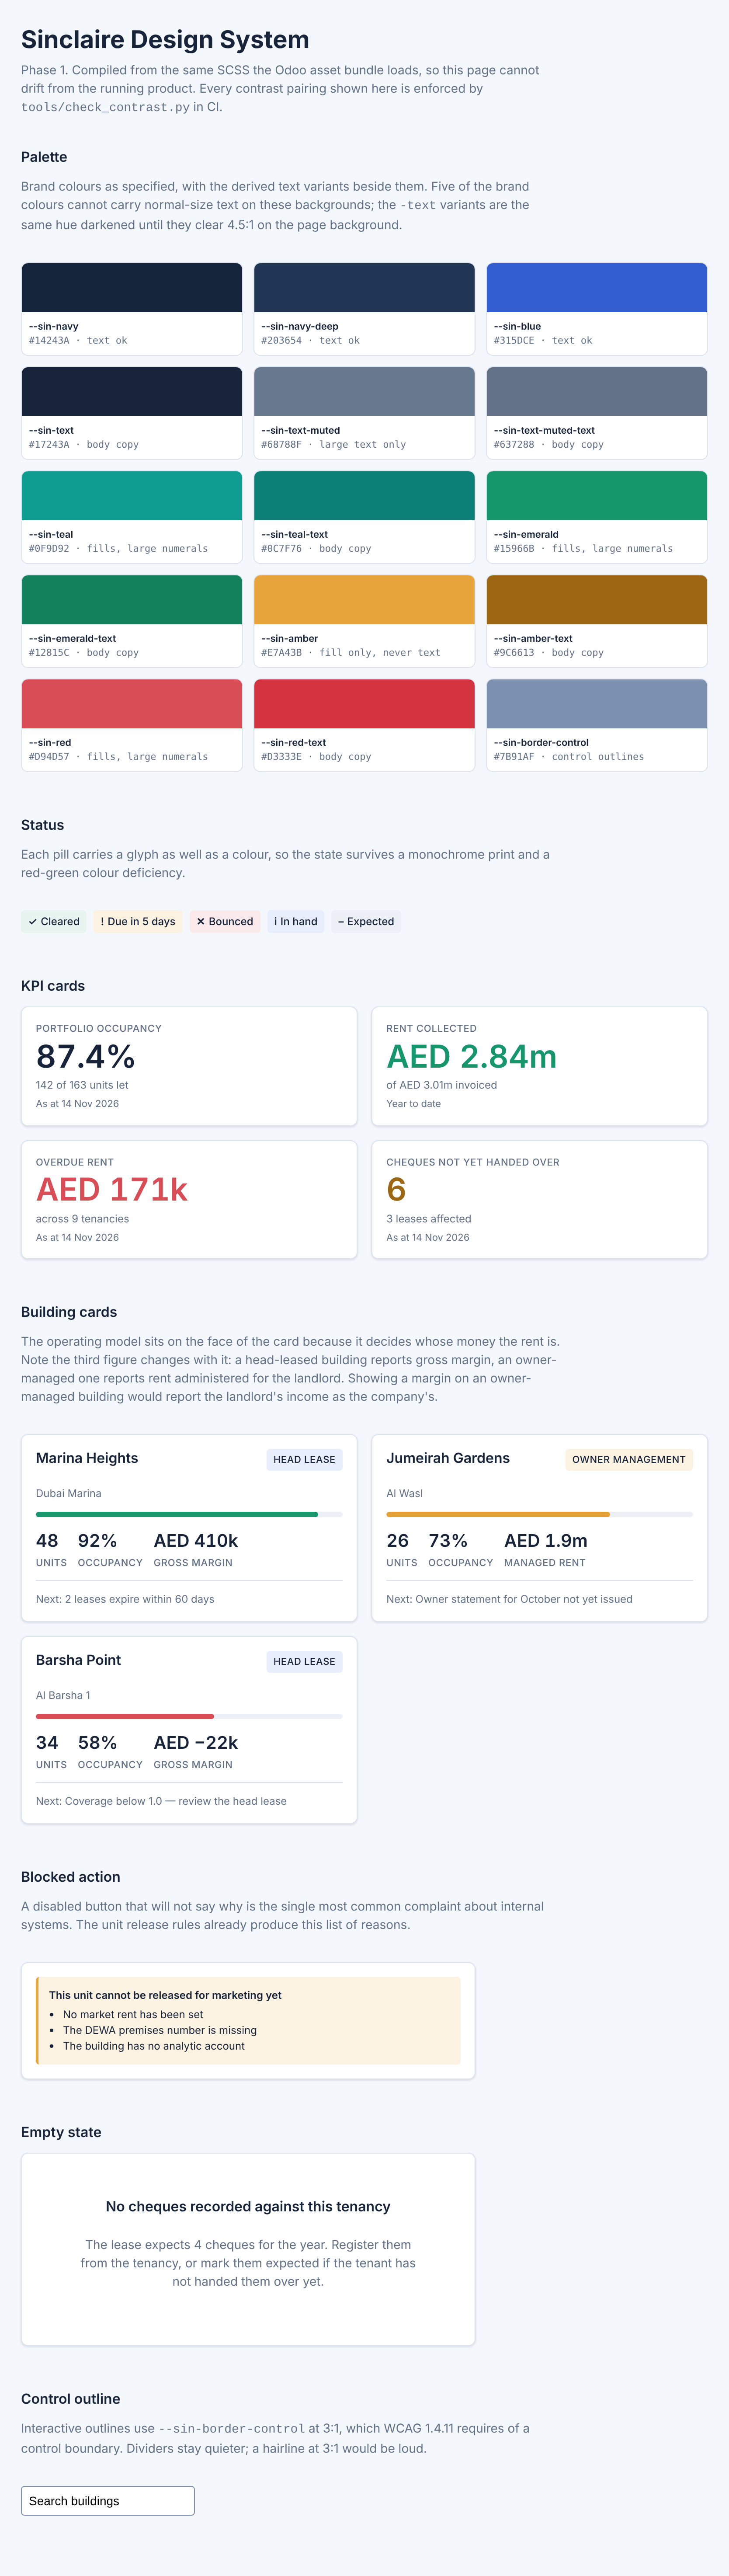 Sinclaire Design System
Phase 1. Compiled from the same SCSS the Odoo asset bundle loads, so this page cannot
drift from the running product. Every contrast pairing shown here is enforced by
tools/check_contrast.py in CI.
Palette
Brand colours as specified, with the derived text variants beside them. Five of the brand
colours cannot carry normal-size text on these backgrounds; the -text variants are the
same hue darkened until they clear 4.5:1 on the page background.
--sin-navy
#14243A · text ok
--sin-navy-deep
#203654 · text ok
--sin-blue
#315DCE · text ok
--sin-text
#17243A · body copy
--sin-text-muted
#68788F · large text only
--sin-text-muted-text
#637288 · body copy
--sin-teal
#0F9D92 · fills, large numerals
--sin-teal-text
#0C7F76 · body copy
--sin-emerald
#15966B · fills, large numerals
--sin-emerald-text
#12815C · body copy
--sin-amber
#E7A43B · fill only, never text
--sin-amber-text
#9C6613 · body copy
--sin-red
#D94D57 · fills, large numerals
--sin-red-text
#D3333E · body copy
--sin-border-control
#7B91AF · control outlines
Status
Each pill carries a glyph as well as a colour, so the state survives a monochrome print and a
red-green colour deficiency.
✓ Cleared
! Due in 5 days
✕ Bounced
i In hand
– Expected
KPI cards
PORTFOLIO OCCUPANCY
87.4%
142 of 163 units let
As at 14 Nov 2026
RENT COLLECTED
AED 2.84m
of AED 3.01m invoiced
Year to date
OVERDUE RENT
AED 171k
across 9 tenancies
As at 14 Nov 2026
CHEQUES NOT YET HANDED OVER
6
3 leases affected
As at 14 Nov 2026
Building cards
The operating model sits on the face of the card because it decides whose money the rent is.
Note the third figure changes with it: a head-leased building reports gross margin, an owner-
managed one reports rent administered for the landlord. Showing a margin on an owner-
managed building would report the landlord's income as the company's.
Marina Heights
HEAD LEASE
Dubai Marina
48 92% AED 410k
UNITS OCCUPANCY GROSS MARGIN
Next: 2 leases expire within 60 days
Jumeirah Gardens
OWNER MANAGEMENT
Al Wasl
26 73% AED 1.9m
UNITS OCCUPANCY MANAGED RENT
Next: Owner statement for October not yet issued
Barsha Point
HEAD LEASE
Al Barsha 1
34 58% AED −22k
UNITS OCCUPANCY GROSS MARGIN
Next: Coverage below 1.0 — review the head lease
Blocked action
A disabled button that will not say why is the single most common complaint about internal
systems. The unit release rules already produce this list of reasons.
This unit cannot be released for marketing yet
• No market rent has been set
• The DEWA premises number is missing
• The building has no analytic account
Empty state
No cheques recorded against this tenancy
The lease expects 4 cheques for the year. Register them
from the tenancy, or mark them expected if the tenant has
not handed them over yet.
Control outline
Interactive outlines use --sin-border-control at 3:1, which WCAG 1.4.11 requires of a
control boundary. Dividers stay quieter; a hairline at 3:1 would be loud.
Search buildings